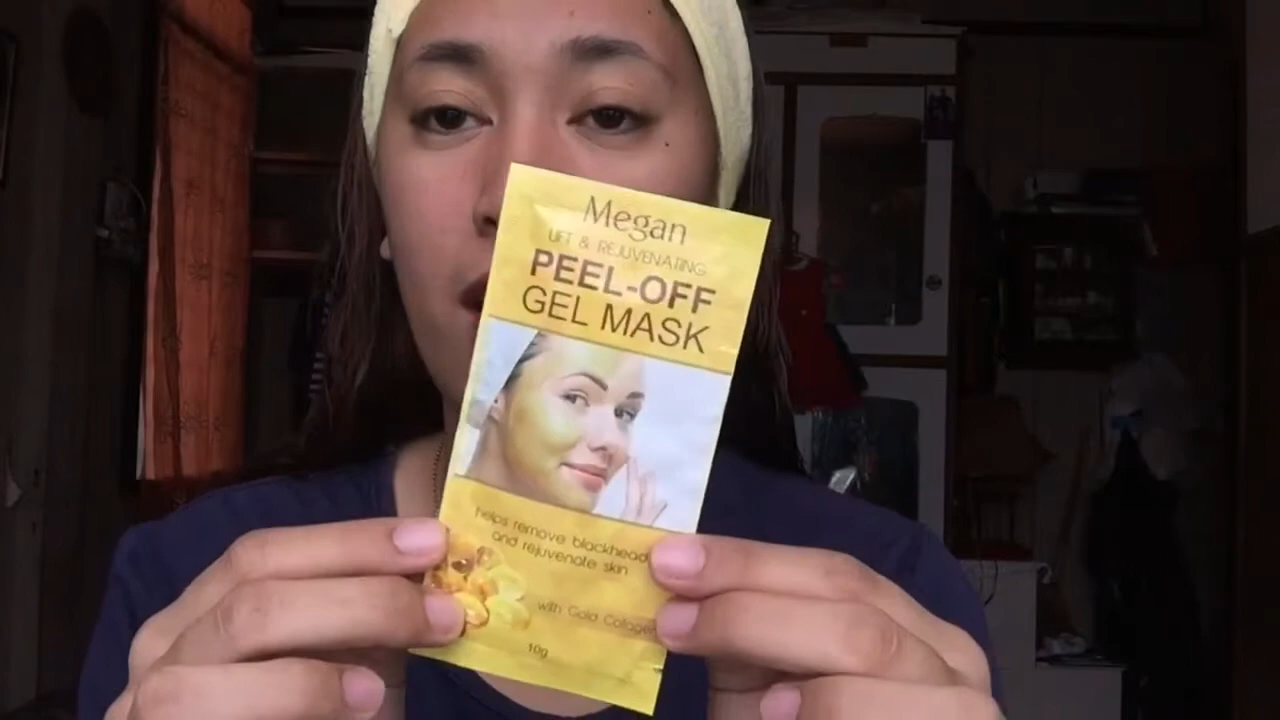 Megan
LIFT & REJUVENATING
PEEL-OFF
GEL MASK
helps remove blackhead
and rejuvenate skin
with Gold Collagen
10g